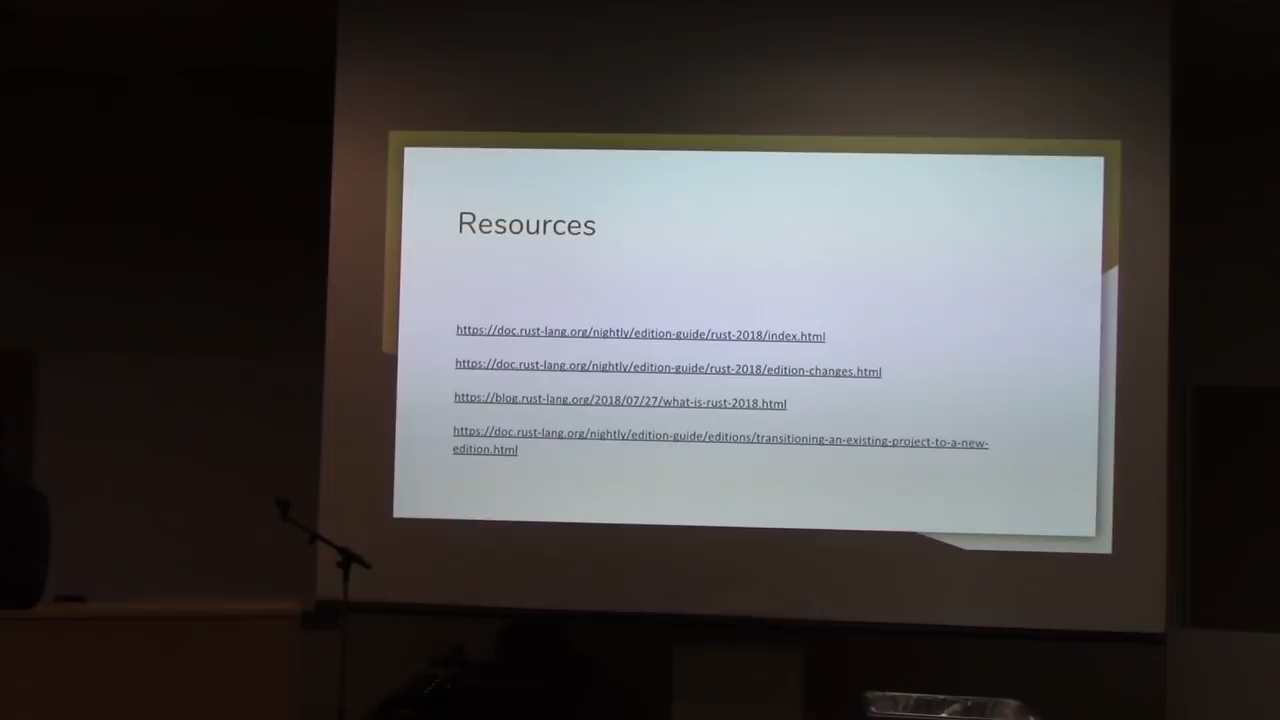 Resources
https://doc.rust-lang.org/nightly/edition-guide/rust-2018/index.html
https://doc.rust-lang.org/nightly/edition-guide/rust-2018/edition-changes.html
https://blog.rust-lang.org/2018/07/27/what-is-rust-2018.html
https://doc.rust-lang.org/nightly/edition-guide/editions/transitioning-an-existing-project-to-a-new-
edition.html